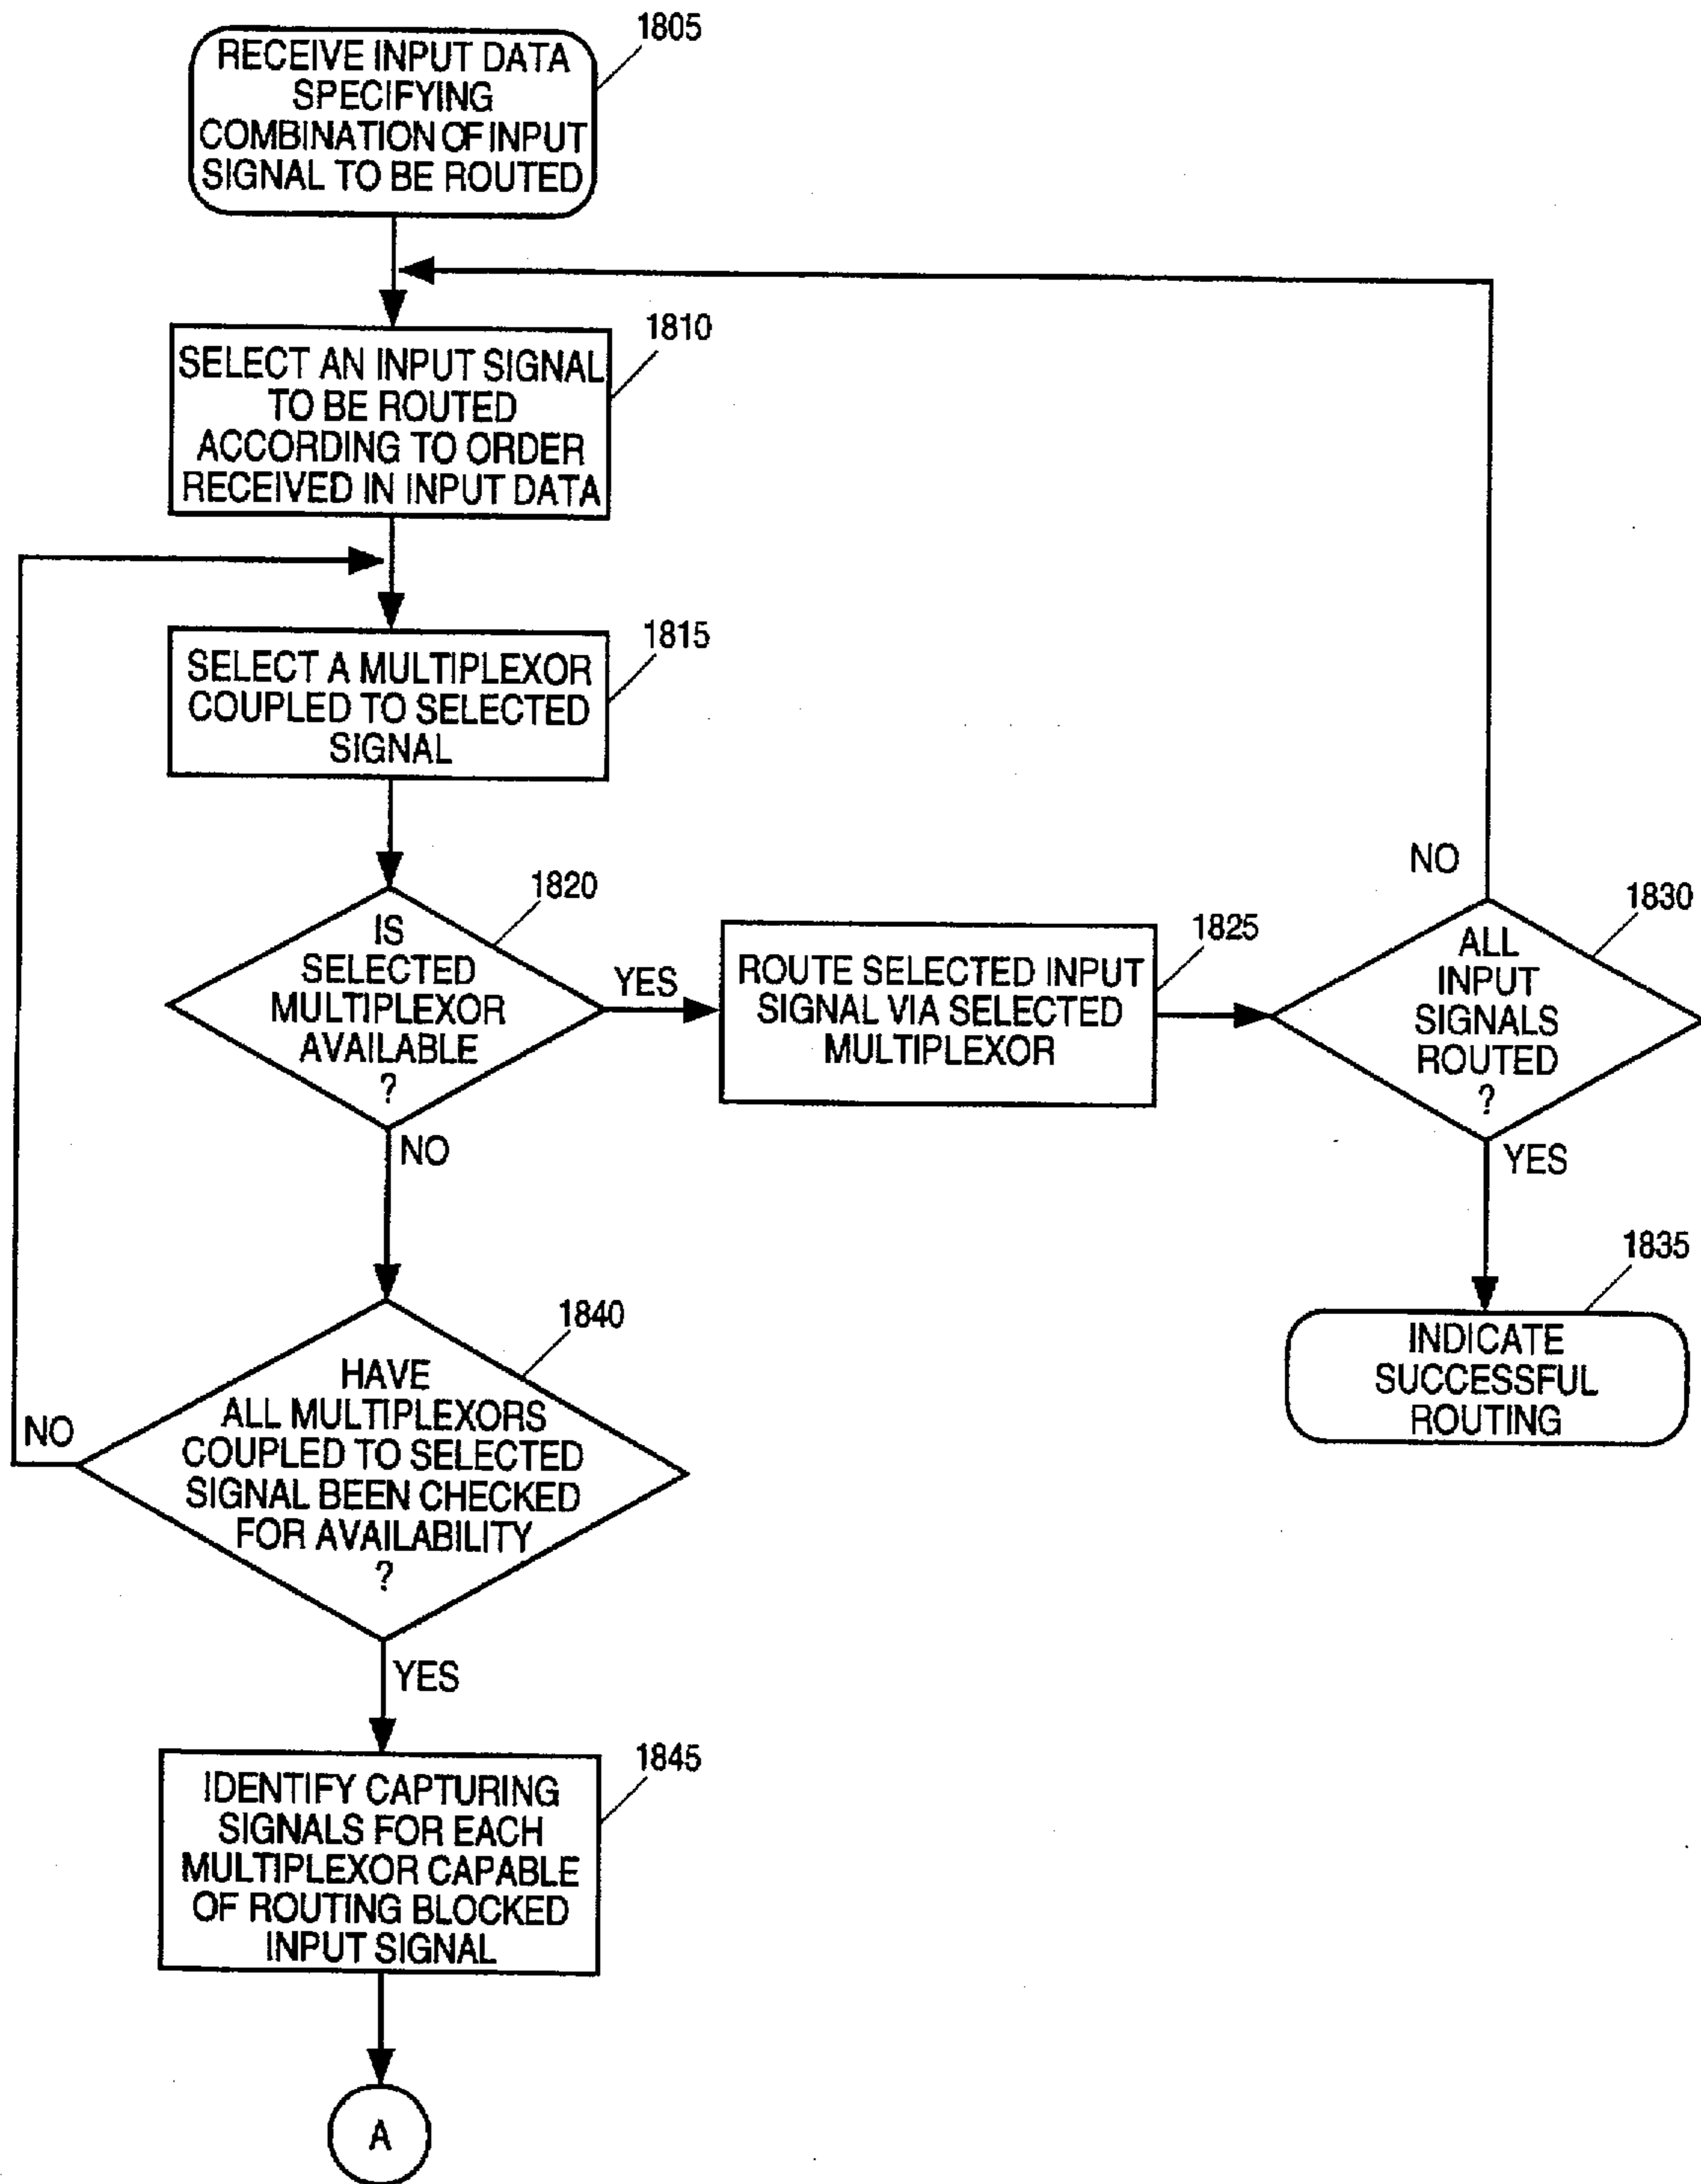 1805
RECEIVE INPUT DATA
SPECIFYING
COMBINATION OF INPUT
SIGNAL TO BE ROUTED
1810
SELECT AN INPUT SIGNAL
TO BE ROUTED
ACCORDING TO ORDER
RECEIVED IN INPUT DATA
1815
SELECT A MULTIPLEXOR
COUPLED TO SELECTED
SIGNAL
1820
IS
SELECTED
MULTIPLEXOR
AVAILABLE
?
YES
NO
1825
ROUTE SELECTED INPUT
SIGNAL VIA SELECTED
MULTIPLEXOR
NO
1830
ALL
INPUT
SIGNALS
ROUTED
?
YES
1835
INDICATE
SUCCESSFUL
ROUTING
1840
HAVE
ALL MULTIPLEXORS
COUPLED TO SELECTED
SIGNAL BEEN CHECKED
FOR AVAILABILITY
?
NO
YES
1845
IDENTIFY CAPTURING
SIGNALS FOR EACH
MULTIPLEXOR CAPABLE
OF ROUTING BLOCKED
INPUT SIGNAL
A